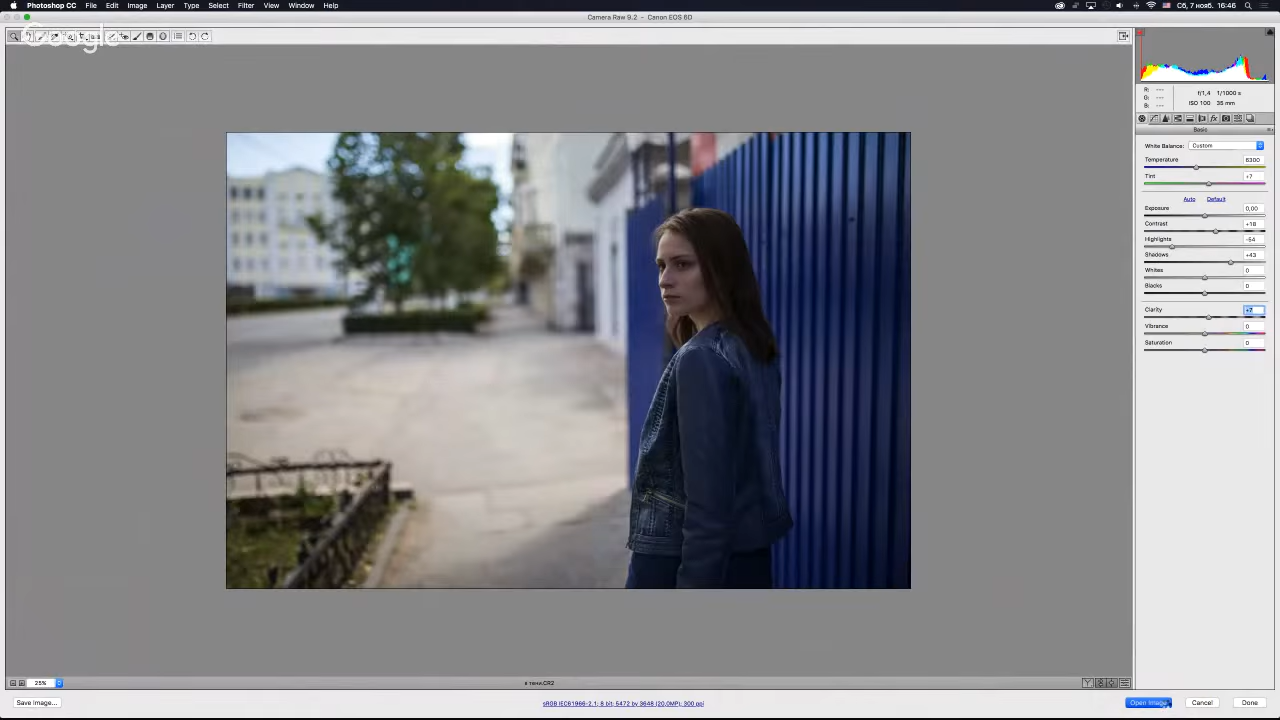 Photoshop CC File Edit Image Layer Type Select Filter View Window Help
Сб, 7 нояб. 16:46
Camera Raw 9.2 - Canon EOS 6D
Google
R: ---
G: ---
B: ---
f/1,4 1/1000 s
ISO 100 35 mm
Basic
White Balance: Custom
Temperature 6300
Tint +7
Auto Default
Exposure 0,00
Contrast +18
Highlights -54
Shadows +43
Whites 0
Blacks 0
Clarity +7
Vibrance 0
Saturation 0
25%
в тени.CR2
Save Image...
sRGB IEC61966-2.1; 8 bit; 5472 by 3648 (20,0MP); 300 ppi
Open Image
Cancel
Done